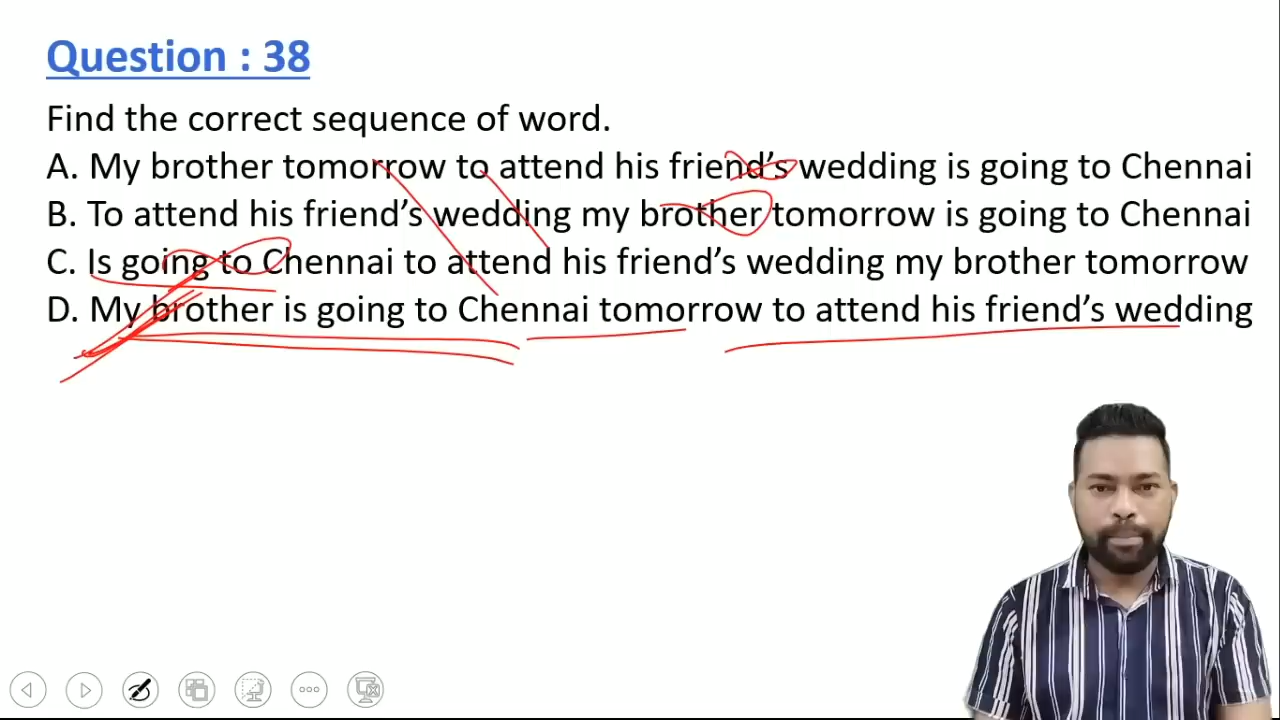 Question : 38
Find the correct sequence of word.
A. My brother tomorrow to attend his friend’s wedding is going to Chennai
B. To attend his friend’s wedding my brother tomorrow is going to Chennai
C. Is going to Chennai to attend his friend’s wedding my brother tomorrow
D. My brother is going to Chennai tomorrow to attend his friend’s wedding